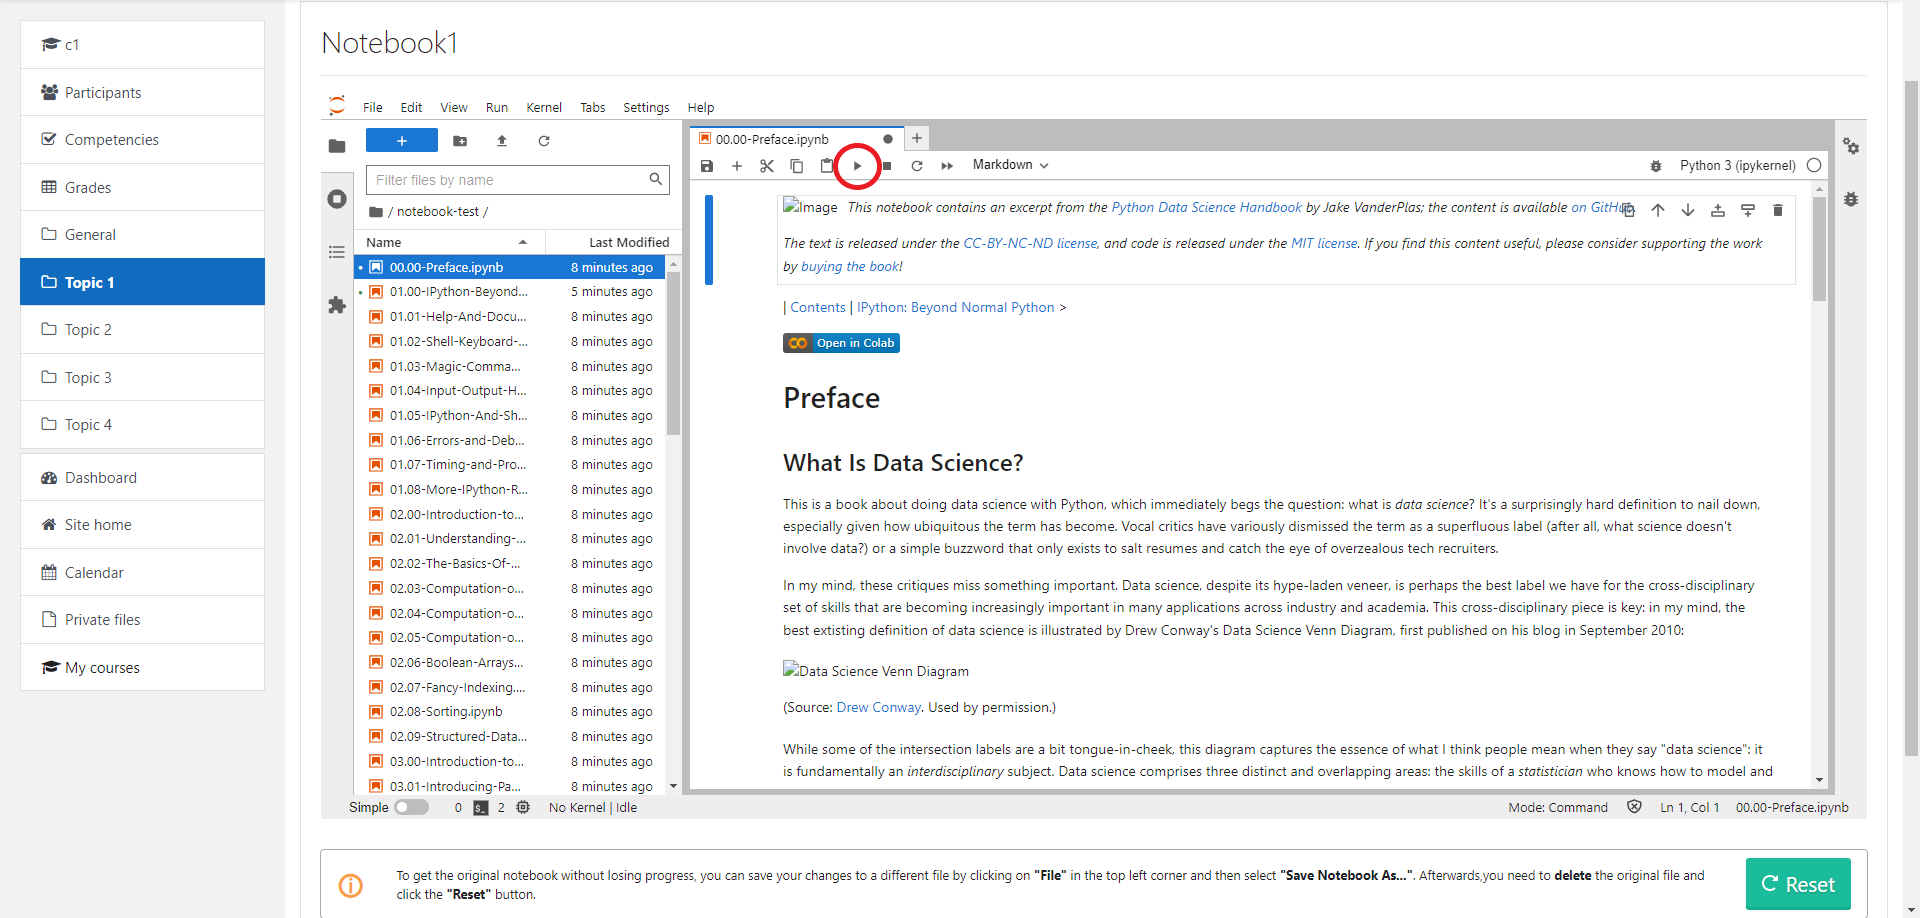 c1
Participants
Competencies
Grades
General
Topic 1
Topic 2
Topic 3
Topic 4
Dashboard
Site home
Calendar
Private files
My courses
Notebook1
File Edit View Run Kernel Tabs Settings Help
+
Filter files by name
/ notebook-test /
Name Last Modified
00.00-Preface.ipynb 8 minutes ago
01.00-IPython-Beyond... 5 minutes ago
01.01-Help-And-Docu... 8 minutes ago
01.02-Shell-Keyboard-... 8 minutes ago
01.03-Magic-Comma... 8 minutes ago
01.04-Input-Output-H... 8 minutes ago
01.05-IPython-And-Sh... 8 minutes ago
01.06-Errors-and-Deb... 8 minutes ago
01.07-Timing-and-Pro... 8 minutes ago
01.08-More-IPython-R... 8 minutes ago
02.00-Introduction-to... 8 minutes ago
02.01-Understanding-... 8 minutes ago
02.02-The-Basics-Of-... 8 minutes ago
02.03-Computation-o... 8 minutes ago
02.04-Computation-o... 8 minutes ago
02.05-Computation-o... 8 minutes ago
02.06-Boolean-Arrays... 8 minutes ago
02.07-Fancy-Indexing.... 8 minutes ago
02.08-Sorting.ipynb 8 minutes ago
02.09-Structured-Data... 8 minutes ago
03.00-Introduction-to... 8 minutes ago
03.01-Introducing-Pa... 8 minutes ago
00.00-Preface.ipynb
Markdown
Python 3 (ipykernel)
Image This notebook contains an excerpt from the Python Data Science Handbook by Jake VanderPlas; the content is available on GitHub
The text is released under the CC-BY-NC-ND license, and code is released under the MIT license. If you find this content useful, please consider supporting the work
by buying the book!
| Contents | IPython: Beyond Normal Python >
Open in Colab
Preface
What Is Data Science?
This is a book about doing data science with Python, which immediately begs the question: what is data science? It's a surprisingly hard definition to nail down,
especially given how ubiquitous the term has become. Vocal critics have variously dismissed the term as a superfluous label (after all, what science doesn't
involve data?) or a simple buzzword that only exists to salt resumes and catch the eye of overzealous tech recruiters.
In my mind, these critiques miss something important. Data science, despite its hype-laden veneer, is perhaps the best label we have for the cross-disciplinary
set of skills that are becoming increasingly important in many applications across industry and academia. This cross-disciplinary piece is key: in my mind, the
best extisting definition of data science is illustrated by Drew Conway's Data Science Venn Diagram, first published on his blog in September 2010:
Data Science Venn Diagram
(Source: Drew Conway. Used by permission.)
While some of the intersection labels are a bit tongue-in-cheek, this diagram captures the essence of what I think people mean when they say "data science": it
is fundamentally an interdisciplinary subject. Data science comprises three distinct and overlapping areas: the skills of a statistician who knows how to model and
Simple 0 $_ 2 No Kernel | Idle
Mode: Command Ln 1, Col 1 00.00-Preface.ipynb
To get the original notebook without losing progress, you can save your changes to a different file by clicking on "File" in the top left corner and then select "Save Notebook As...". Afterwards,you need to delete the original file and
click the "Reset" button.
Reset